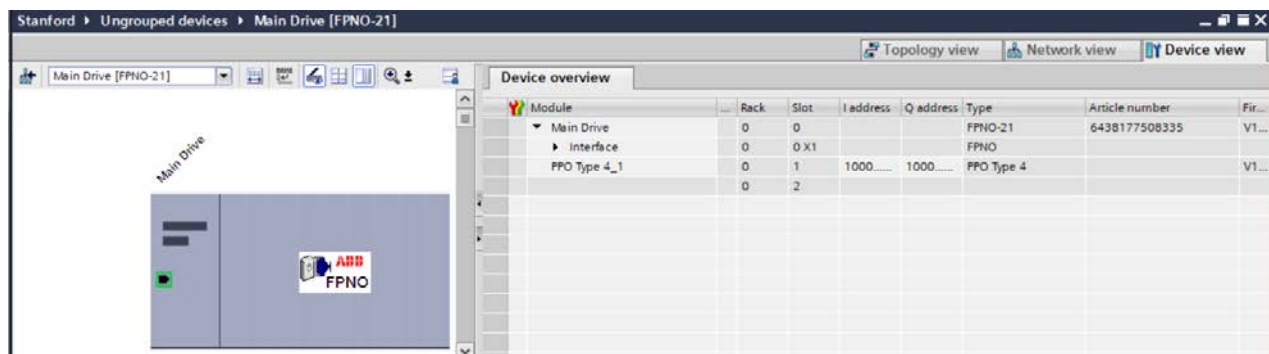 Stanford ▸ Ungrouped devices ▸ Main Drive [FPNO-21]
Topology view Network view Device view
Main Drive [FPNO-21]
Device overview
Module ... Rack Slot I address Q address Type Article number Fir...
Main Drive 0 0 FPNO-21 6438177508335 V1...
Interface 0 0 X1 FPNO
PPO Type 4_1 0 1 1000...... 1000...... PPO Type 4 V1...
0 2
Main Drive
ABB
FPNO